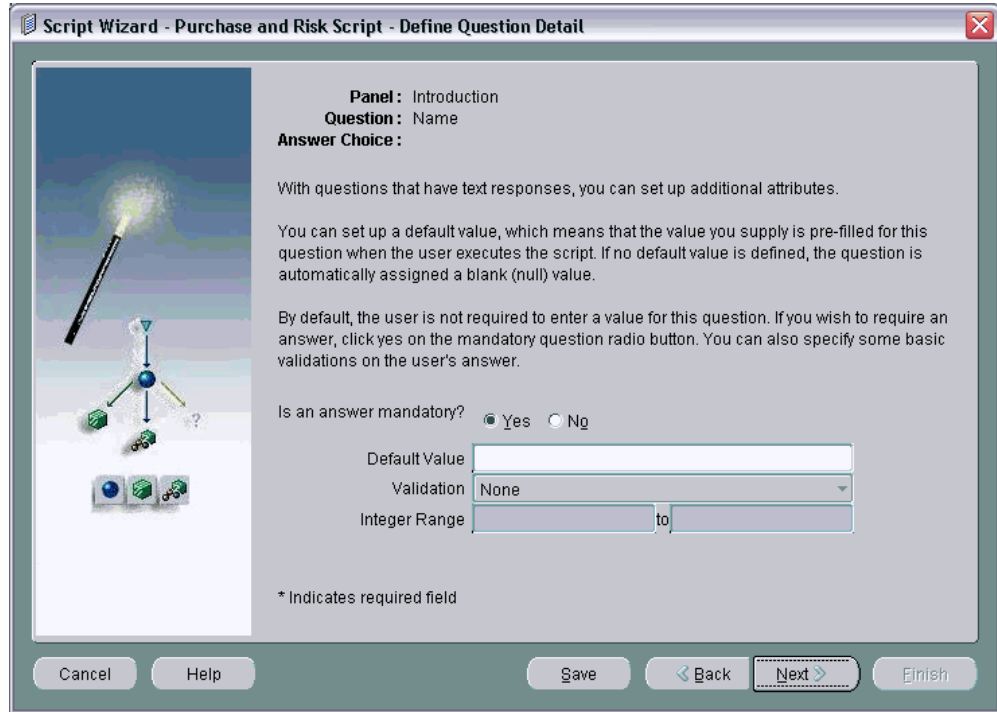 Script Wizard - Purchase and Risk Script - Define Question Detail
Panel: Introduction
Question: Name
Answer Choice:
With questions that have text responses, you can set up additional attributes.
You can set up a default value, which means that the value you supply is pre-filled for this
question when the user executes the script. If no default value is defined, the question is
automatically assigned a blank (null) value.
By default, the user is not required to enter a value for this question. If you wish to require an
answer, click yes on the mandatory question radio button. You can also specify some basic
validations on the user's answer.
Is an answer mandatory? Yes No
Default Value
Validation None
Integer Range to
?
* Indicates required field
Cancel Help Save Back Next Finish